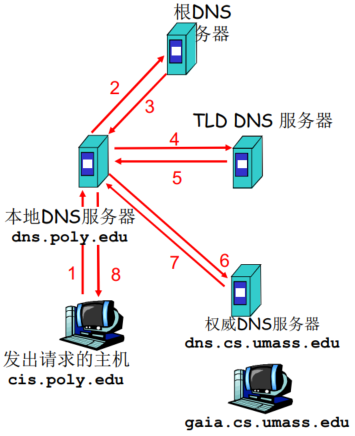 根DNS
务器
2
3
TLD DNS 服务器
4
5
本地DNS服务器
dns.poly.edu
6
7
1
8
权威DNS服务器
dns.cs.umass.edu
发出请求的主机
cis.poly.edu
gaia.cs.umass.edu